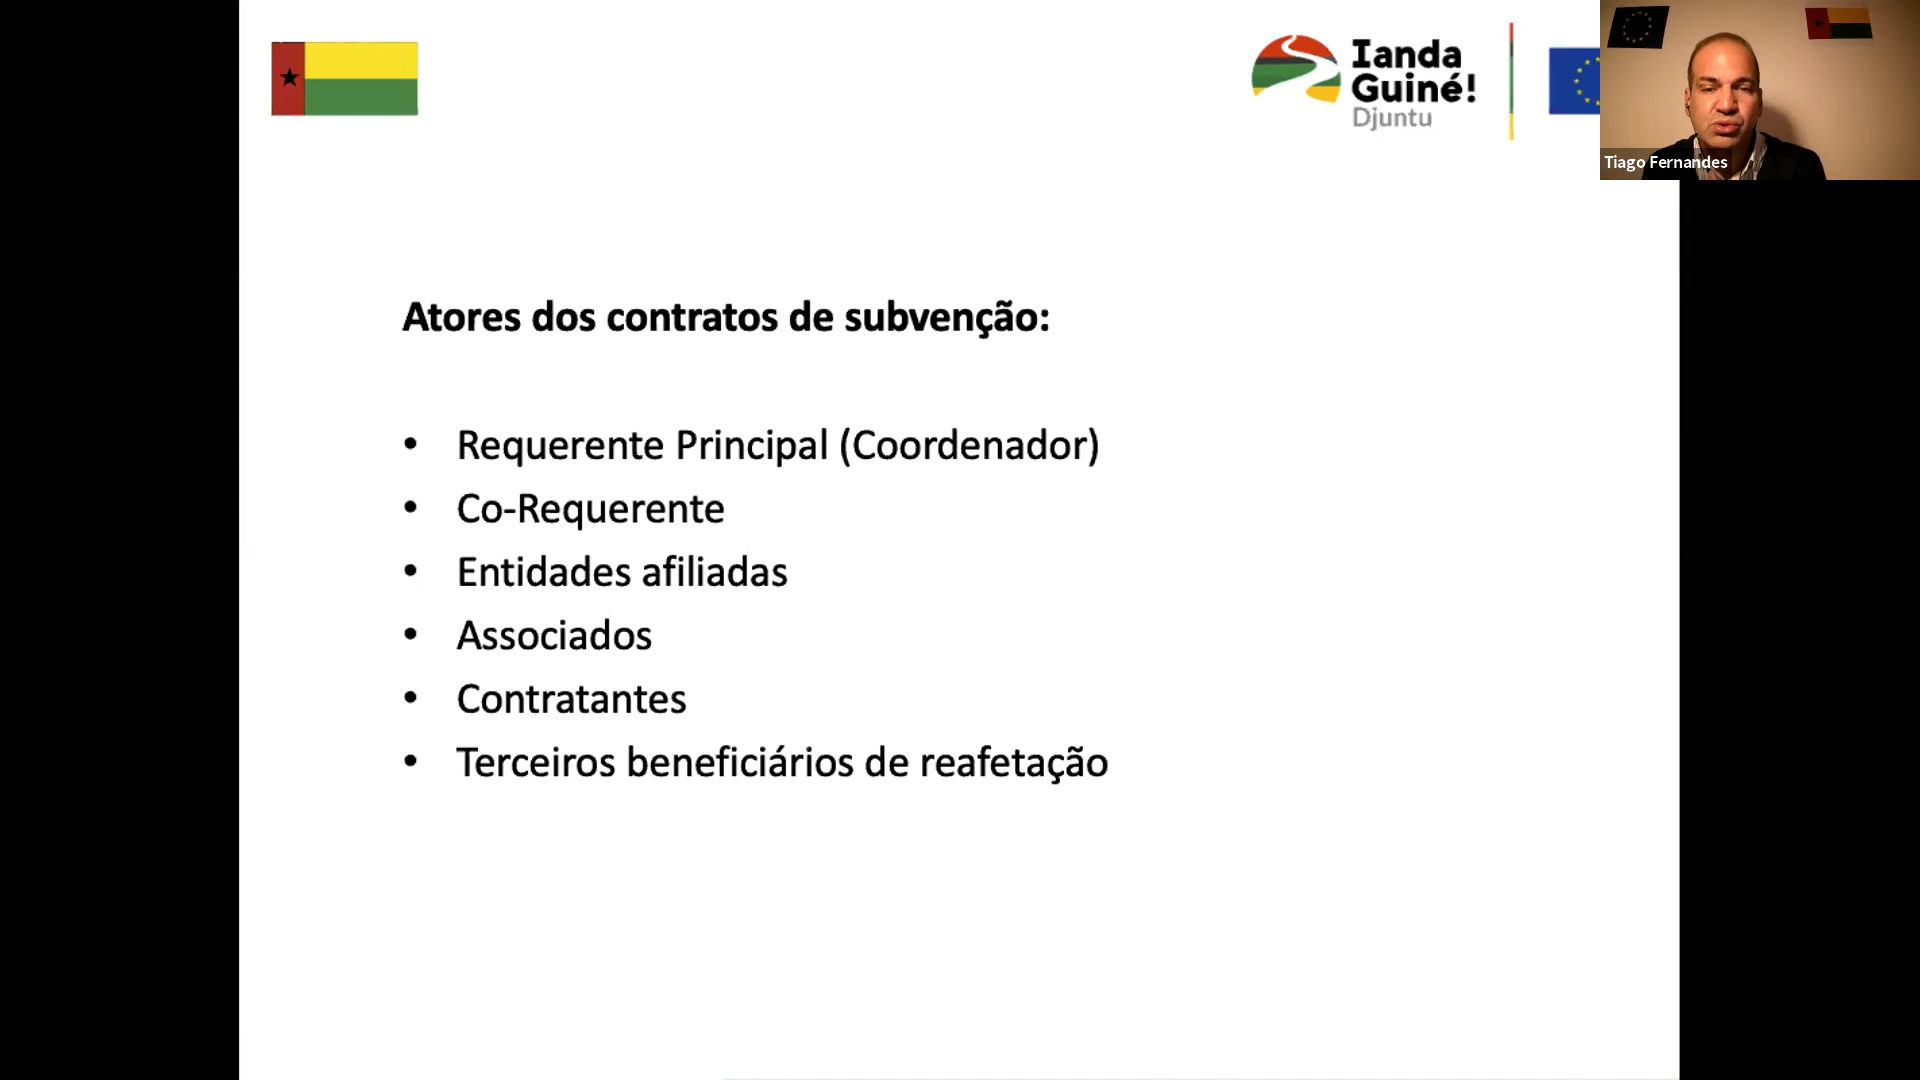 Ianda
Guiné!
Djuntu
Tiago Fernandes
Atores dos contratos de subvenção:
• Requerente Principal (Coordenador)
• Co-Requerente
• Entidades afiliadas
• Associados
• Contratantes
• Terceiros beneficiários de reafetação